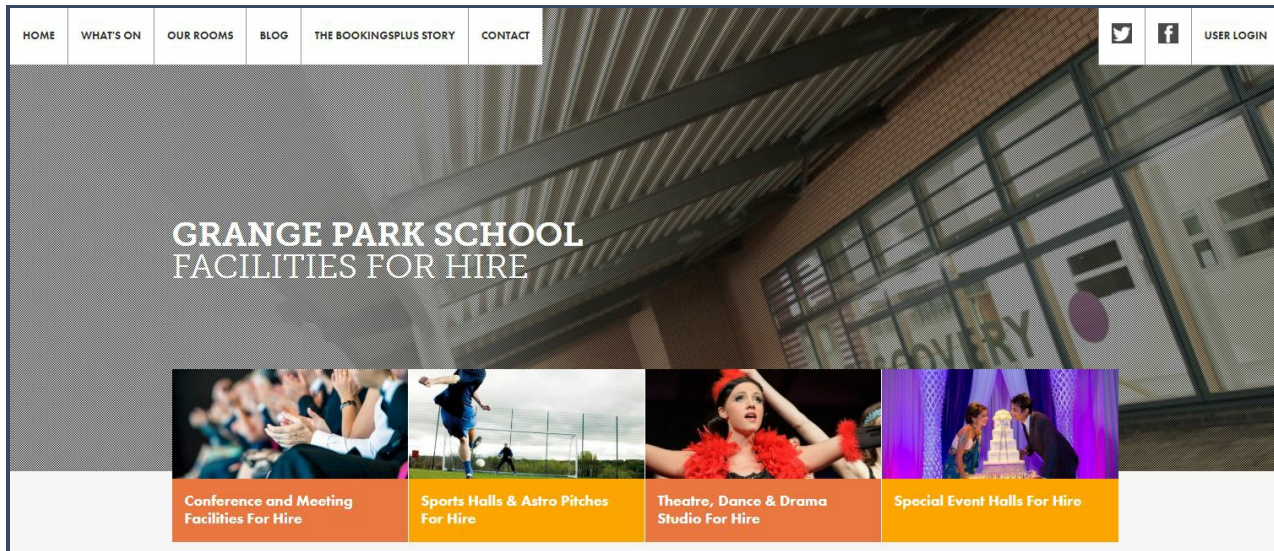 HOME
WHAT'S ON
OUR ROOMS
BLOG
THE BOOKINGSPLUS STORY
CONTACT
USER LOGIN
GRANGE PARK SCHOOL
FACILITIES FOR HIRE
COVERY
Conference and Meeting
Facilities For Hire
Sports Halls & Astro Pitches
For Hire
Theatre, Dance & Drama
Studio For Hire
Special Event Halls For Hire